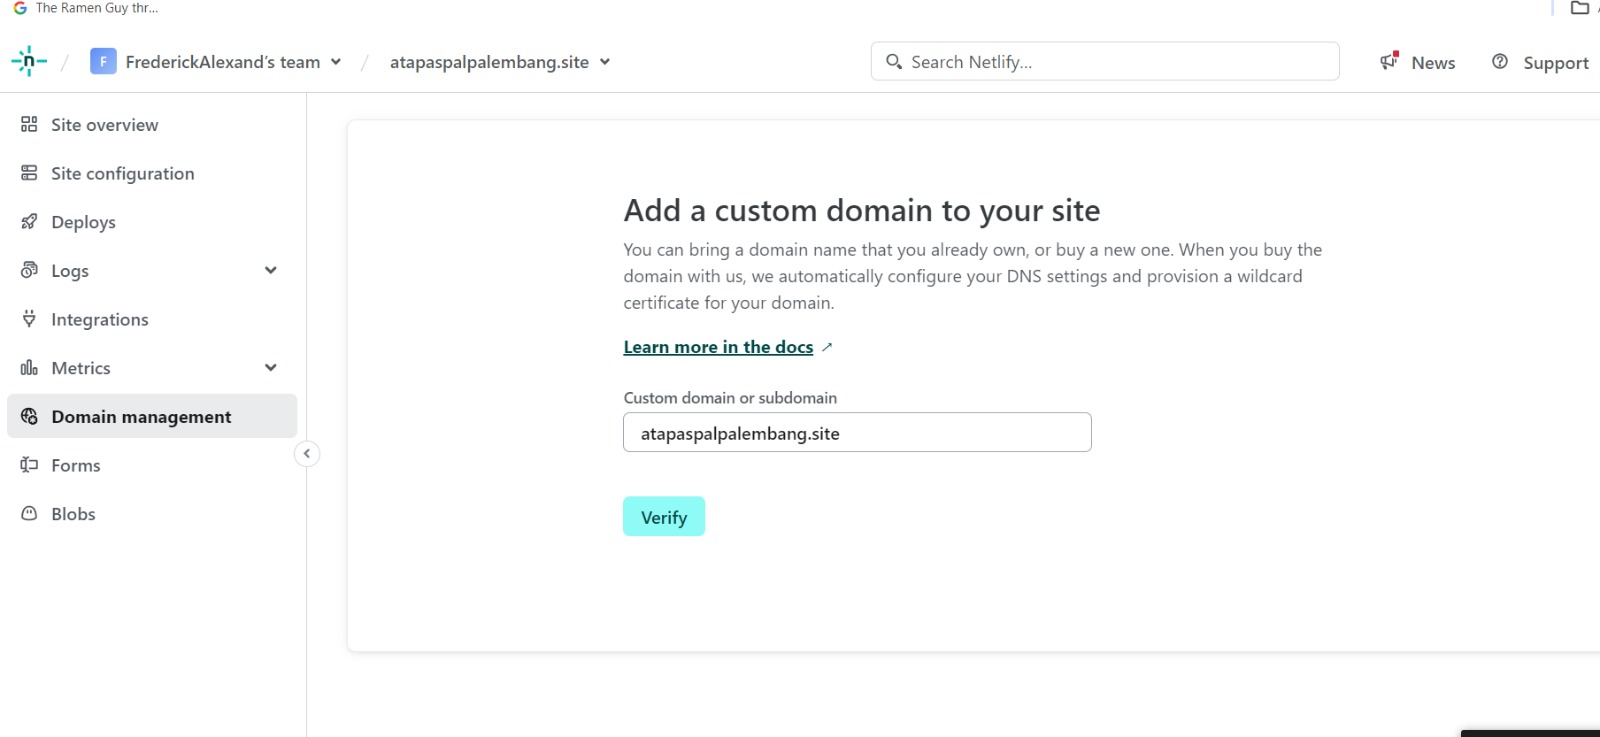 The Ramen Guy thr...
n / F FrederickAlexand's team / atapaspalpalembang.site
Search Netlify...
News
Support
Site overview
Site configuration
Deploys
Logs
Integrations
Metrics
Domain management
Forms
Blobs
Add a custom domain to your site
You can bring a domain name that you already own, or buy a new one. When you buy the
domain with us, we automatically configure your DNS settings and provision a wildcard
certificate for your domain.
Learn more in the docs ↗
Custom domain or subdomain
atapaspalpalembang.site
Verify